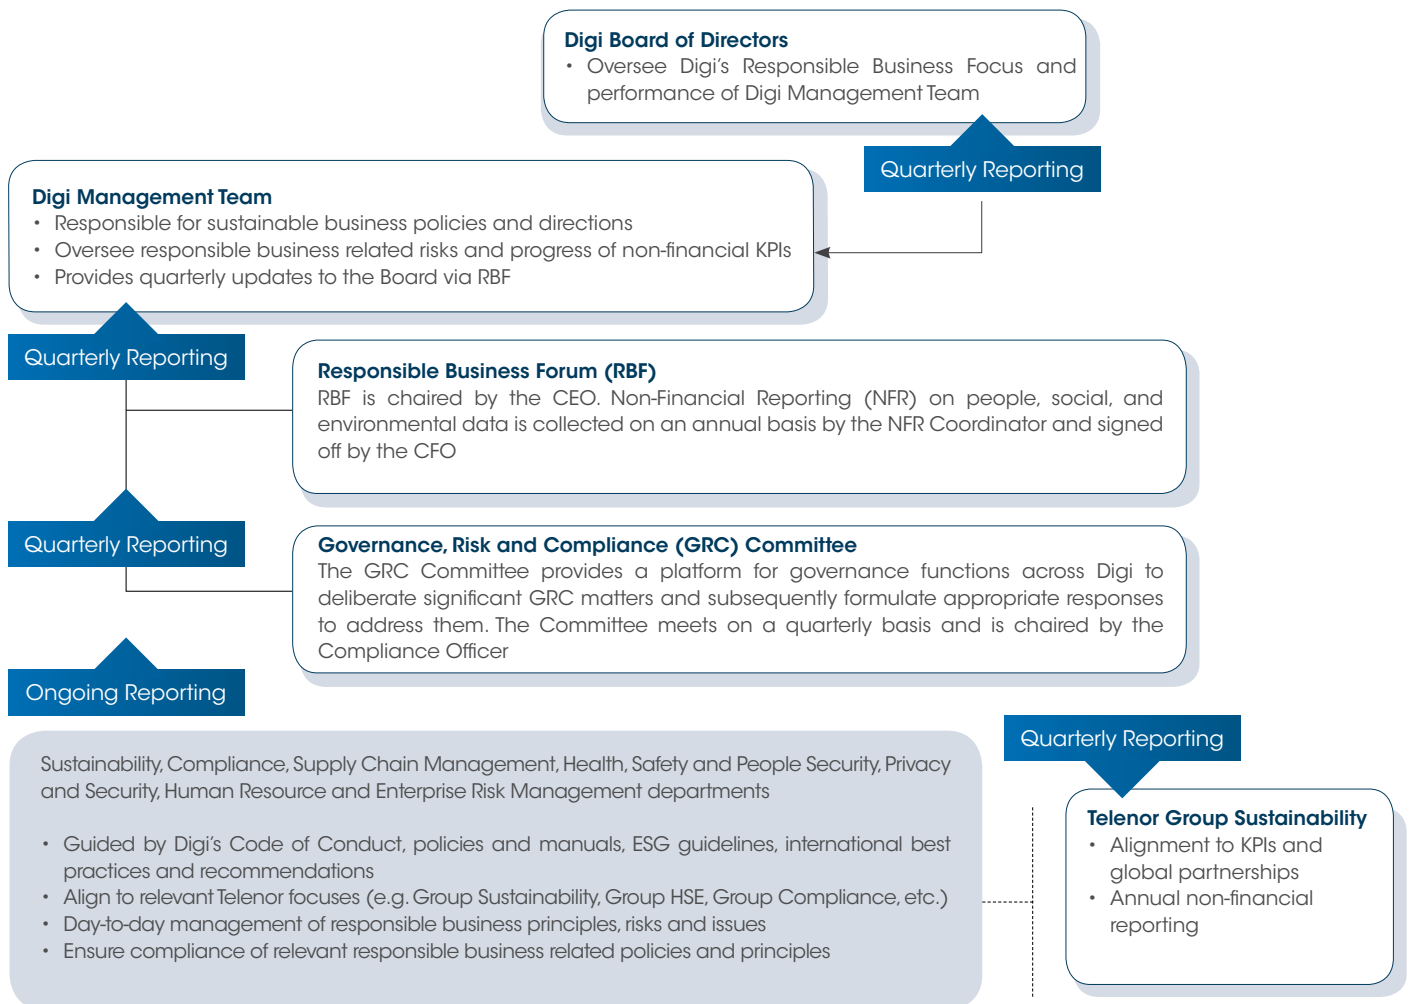 Digi Board of Directors
• Oversee Digi's Responsible Business Focus and
performance of Digi Management Team
Quarterly Reporting
Digi Management Team
• Responsible for sustainable business policies and directions
• Oversee responsible business related risks and progress of non-financial KPIs
• Provides quarterly updates to the Board via RBF
Quarterly Reporting
Responsible Business Forum (RBF)
RBF is chaired by the CEO. Non-Financial Reporting (NFR) on people, social, and
environmental data is collected on an annual basis by the NFR Coordinator and signed
off by the CFO
Quarterly Reporting
Governance, Risk and Compliance (GRC) Committee
The GRC Committee provides a platform for governance functions across Digi to
deliberate significant GRC matters and subsequently formulate appropriate responses
to address them. The Committee meets on a quarterly basis and is chaired by the
Compliance Officer
Ongoing Reporting
Sustainability, Compliance, Supply Chain Management, Health, Safety and People Security, Privacy
and Security, Human Resource and Enterprise Risk Management departments
• Guided by Digi's Code of Conduct, policies and manuals, ESG guidelines, international best
practices and recommendations
• Align to relevant Telenor focuses (e.g. Group Sustainability, Group HSE, Group Compliance, etc.)
• Day-to-day management of responsible business principles, risks and issues
• Ensure compliance of relevant responsible business related policies and principles
Quarterly Reporting
Telenor Group Sustainability
• Alignment to KPIs and
global partnerships
• Annual non-financial
reporting